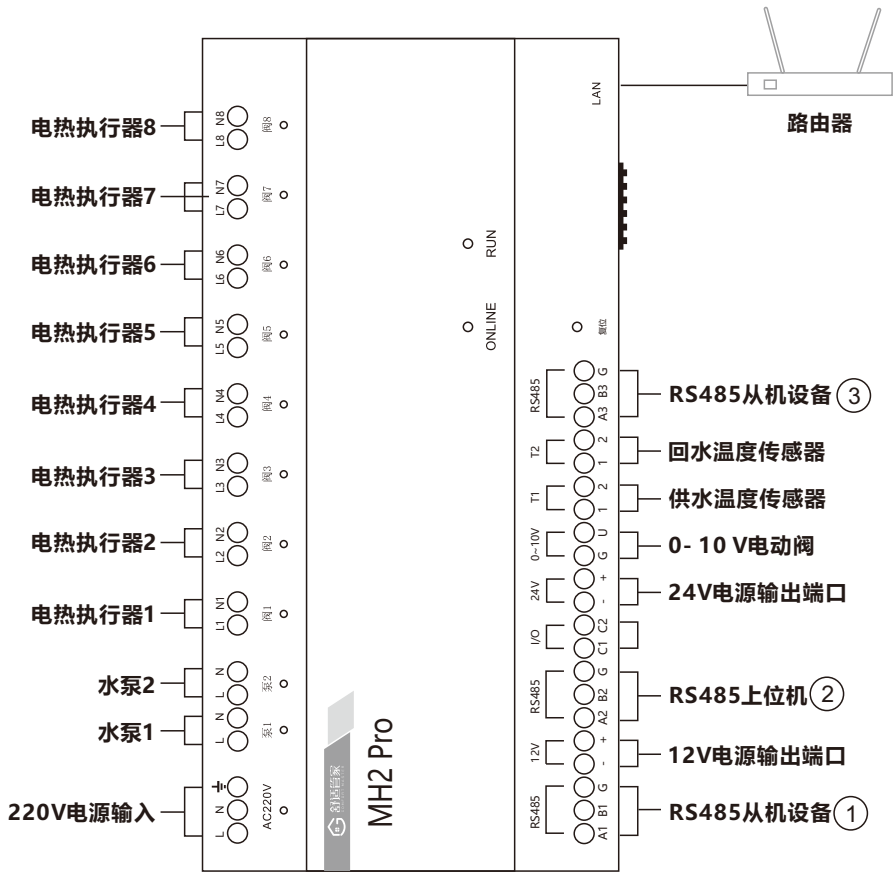 路由器
LAN
电热执行器8
N8
L8
阀8
电热执行器7
N7
L7
阀7
电热执行器6
N6
L6
阀6
电热执行器5
N5
L5
阀5
电热执行器4
N4
L4
阀4
电热执行器3
N3
L3
阀3
电热执行器2
N2
L2
阀2
电热执行器1
N1
L1
阀1
水泵2
N
L
泵2
水泵1
N
L
泵1
220V电源输入
N
L
AC220V
RUN
ONLINE
舒适管家
MH2 Pro
复位
RS485
G
B3
A3
RS485从机设备 3
T2
2
1
回水温度传感器
T1
2
1
供水温度传感器
0~10V
U
G
0- 10 V电动阀
24V
+
-
24V电源输出端口
I/O
C2
C1
RS485
G
B2
A2
RS485上位机 2
12V
+
-
12V电源输出端口
RS485
G
B1
A1
RS485从机设备 1